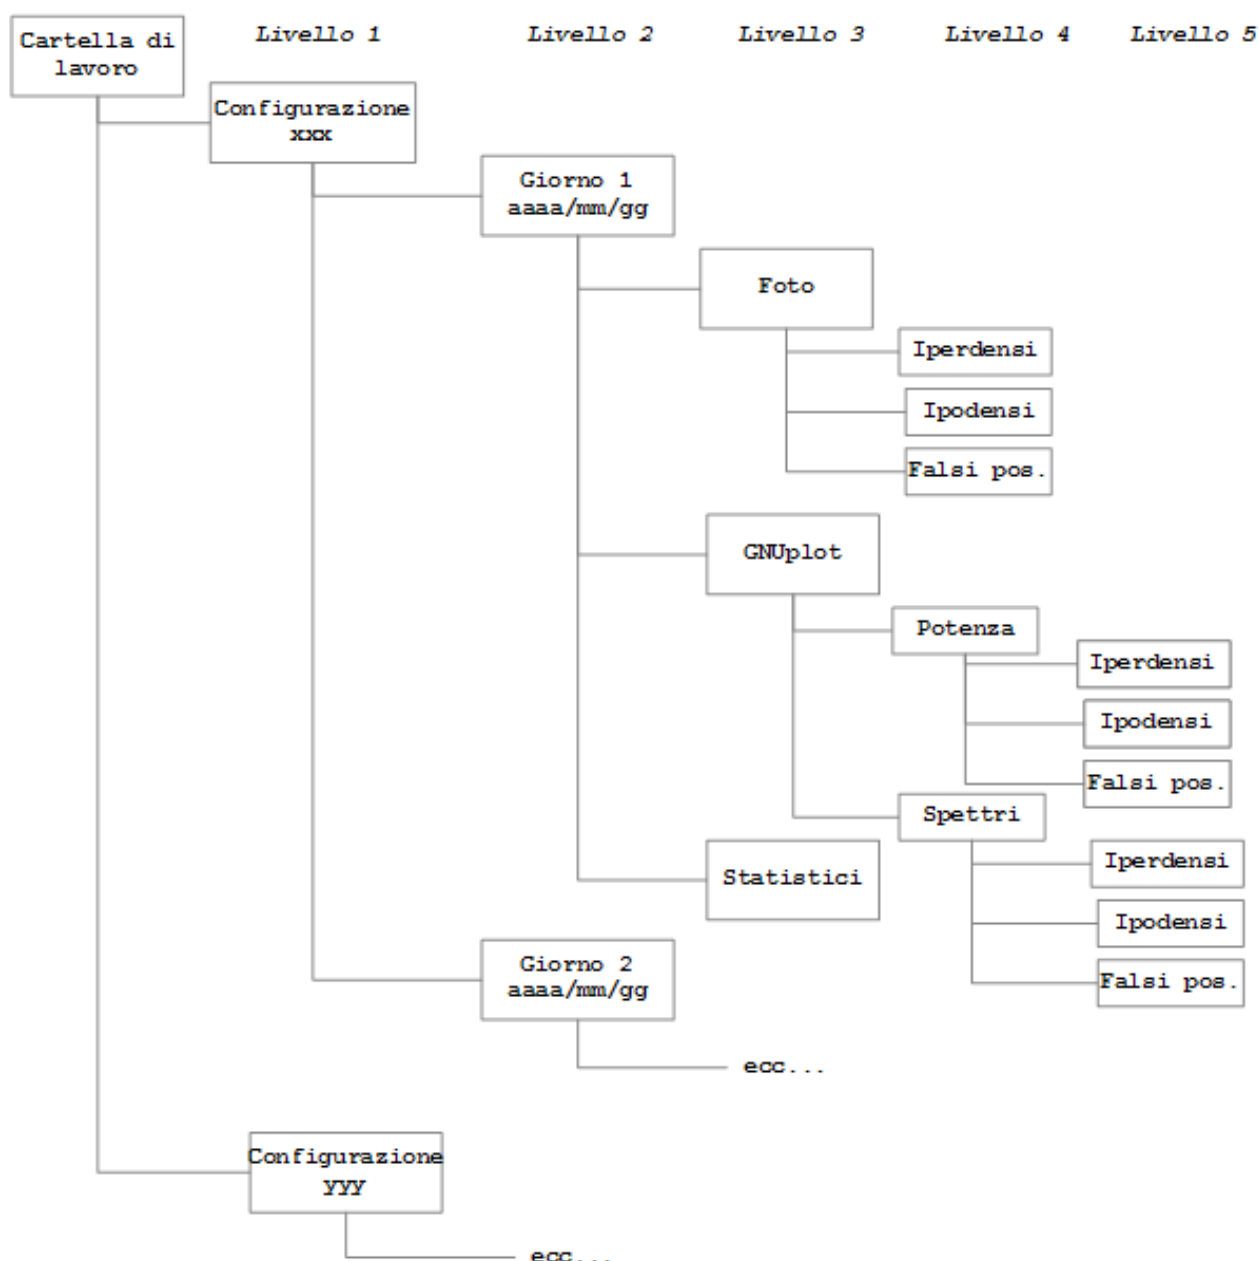 Cartella di
lavoro
Livello 1
Livello 2
Livello 3
Livello 4
Livello 5
Configurazione
xxx
Giorno 1
aaaa/mm/gg
Foto
Iperdensi
Ipodensi
Falsi pos.
GNUplot
Potenza
Iperdensi
Ipodensi
Falsi pos.
Spettri
Iperdensi
Ipodensi
Falsi pos.
Statistici
Giorno 2
aaaa/mm/gg
ecc...
Configurazione
yyy
ecc...